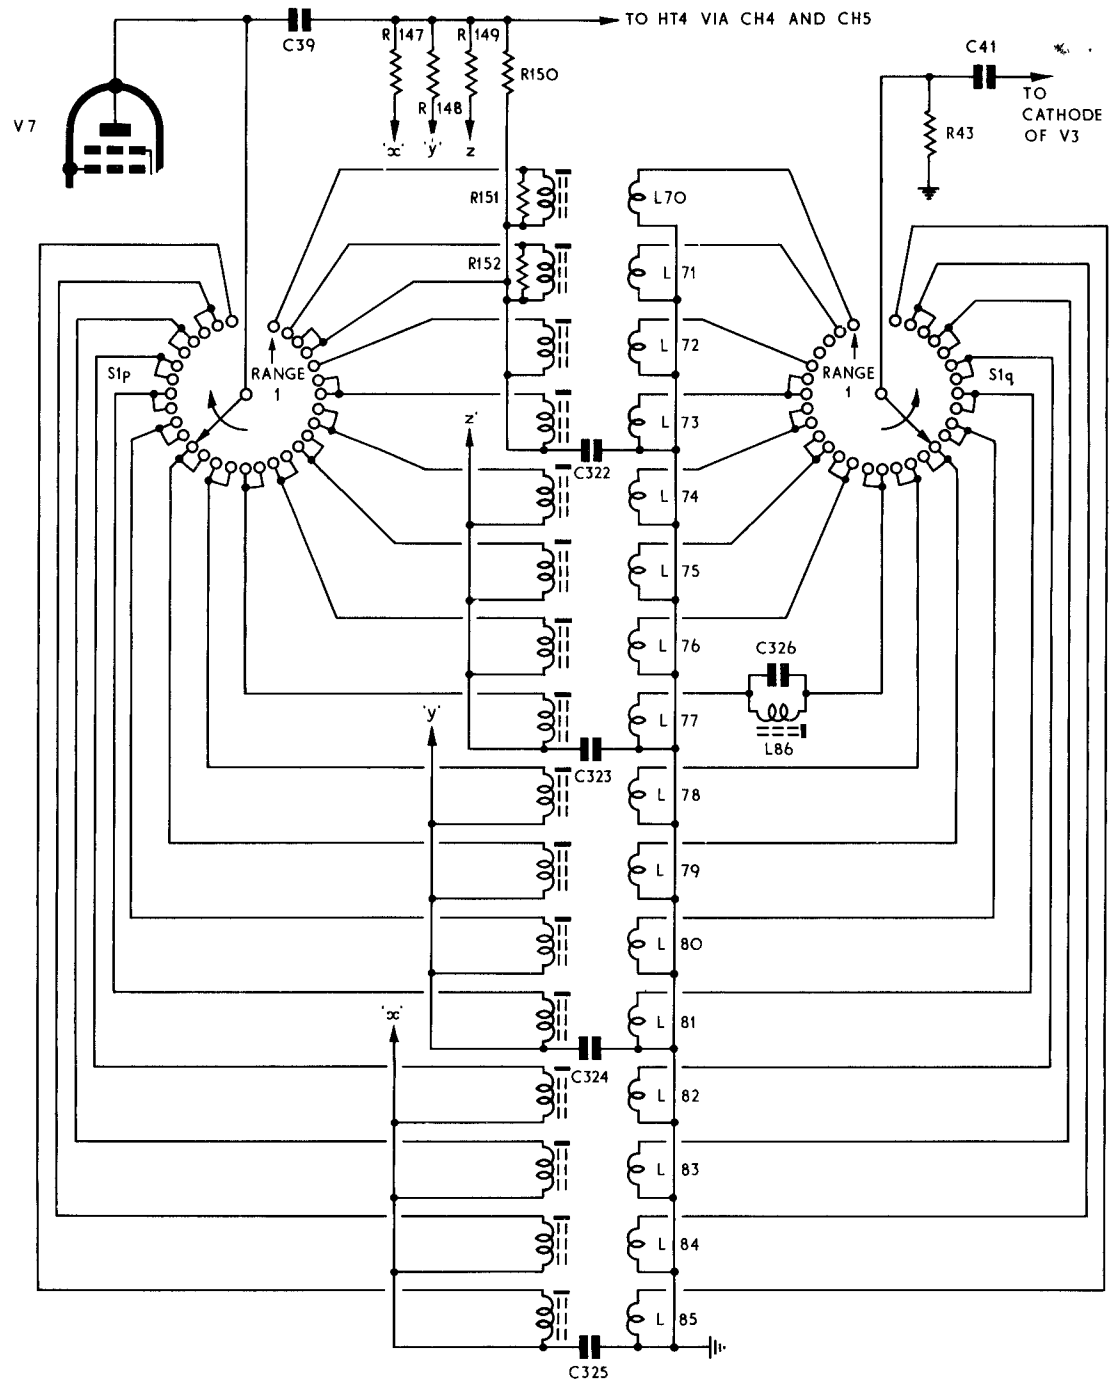 TO HT4 VIA CH4 AND CH5
C39
R 147
R 149
R150
R 148
'x'
'y'
z
V7
C41
TO
CATHODE
OF V3
R43
R151
L70
R152
L 71
L 72
S1p
RANGE
1
RANGE
1
S1q
z'
L 73
C322
L 74
L 75
L 76
C326
'y'
L 77
L86
C323
L 78
L 79
L 80
'x'
L 81
C324
L 82
L 83
L 84
L 85
C325